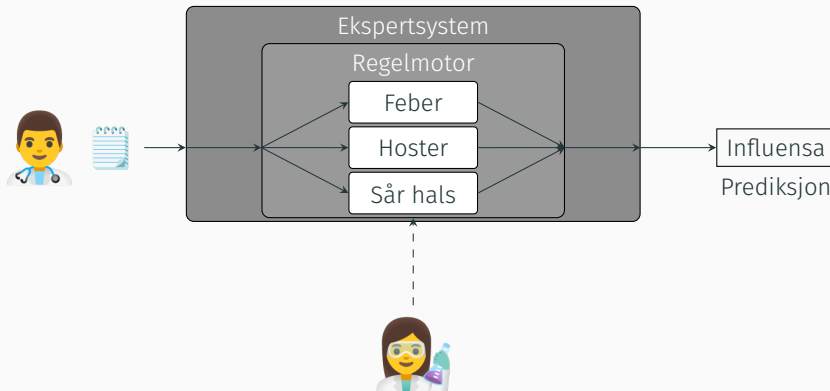 Ekspertsystem
Regelmotor
Feber
Hoster
Sår hals
Influensa
Prediksjon